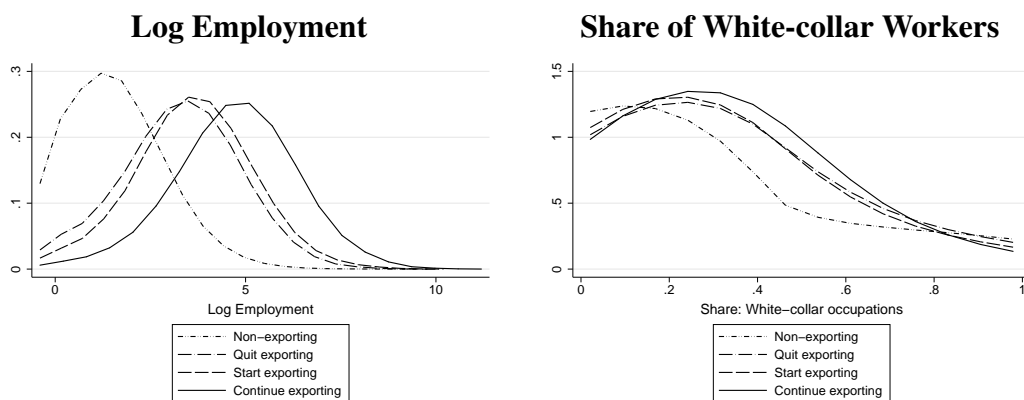 Log Employment
.3
.2
.1
0
0
5
10
Log Employment
Non−exporting
Quit exporting
Start exporting
Continue exporting
Share of White-collar Workers
1.5
1
.5
0
0
.2
.4
.6
.8
1
Share: White−collar occupations
Non−exporting
Quit exporting
Start exporting
Continue exporting